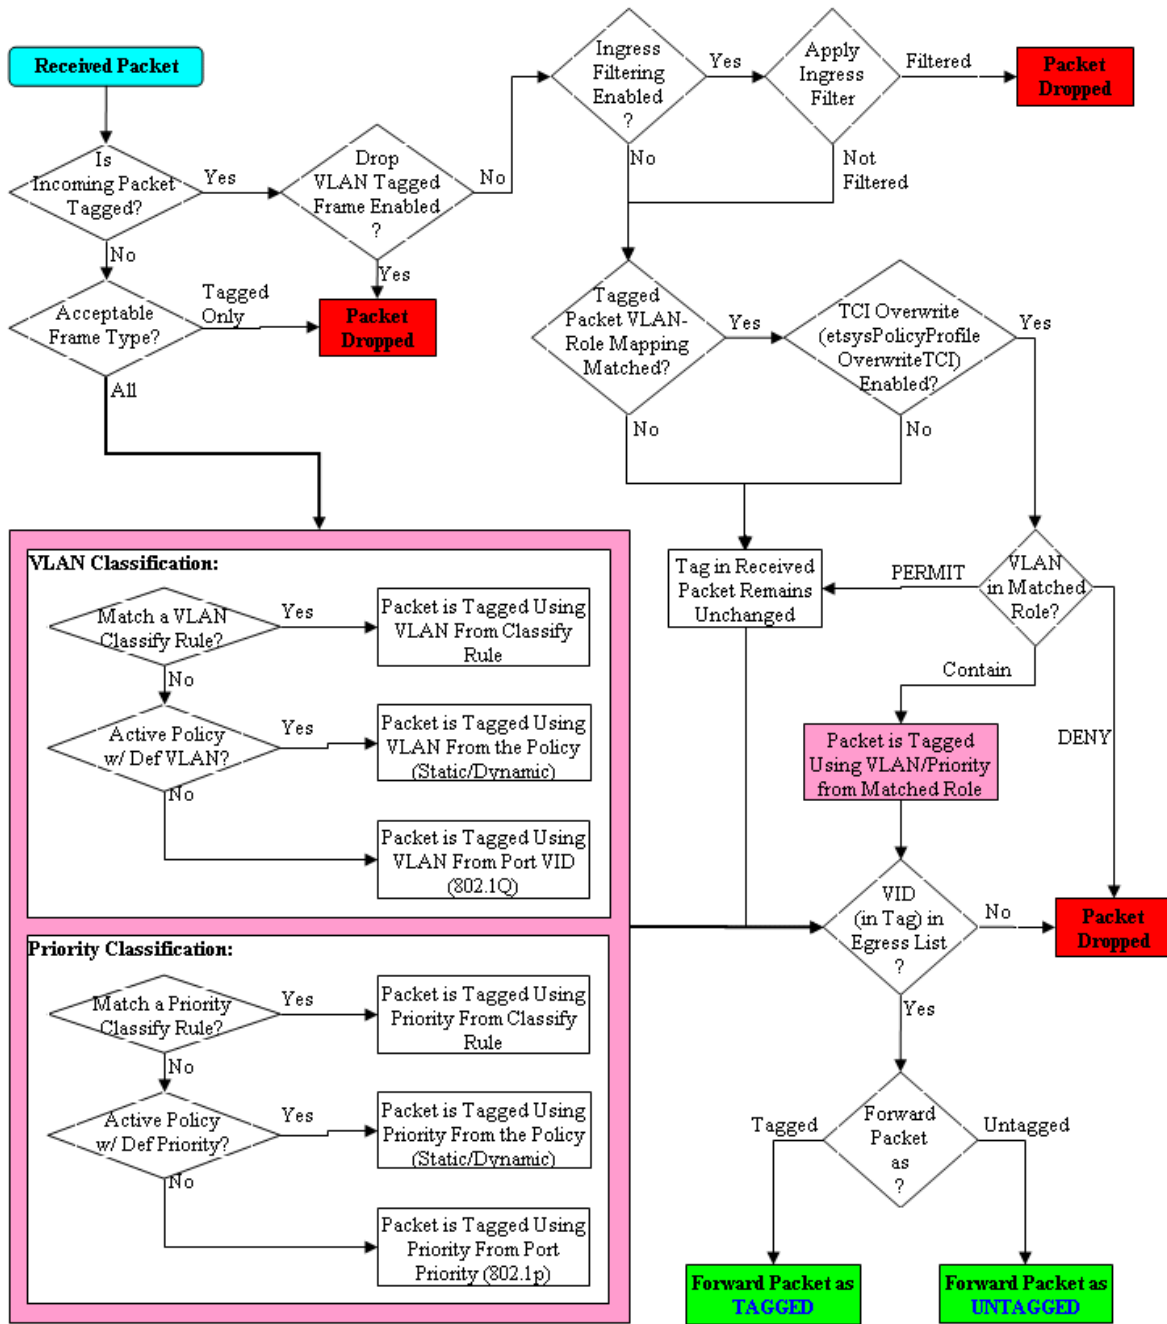 Received Packet
Is
Incoming Packet
Tagged?
Yes
No
Drop
VLAN Tagged
Frame Enabled
?
No
Yes
Ingress
Filtering
Enabled
?
Yes
No
Apply
Ingress
Filter
Filtered
Not
Filtered
Packet
Dropped
Acceptable
Frame Type?
Tagged
Only
All
Packet
Dropped
Tagged
Packet VLAN-
Role Mapping
Matched?
Yes
No
TCI Overwrite
(etsysPolicyProfile
OverwriteTCI)
Enabled?
Yes
No
Tag in Received
Packet Remains
Unchanged
PERMIT
VLAN
in Matched
Role?
Contain
DENY
Packet is Tagged
Using VLAN/Priority
from Matched Role
VLAN Classification:
Match a VLAN
Classify Rule?
Yes
No
Packet is Tagged Using
VLAN From Classify
Rule
Active Policy
w/ Def VLAN?
Yes
No
Packet is Tagged Using
VLAN From the Policy
(Static/Dynamic)
Packet is Tagged Using
VLAN From Port VID
(802.1Q)
VID
(in Tag) in
Egress List
?
No
Yes
Packet
Dropped
Priority Classification:
Match a Priority
Classify Rule?
Yes
No
Packet is Tagged Using
Priority From Classify
Rule
Active Policy
w/ Def Priority?
Yes
No
Packet is Tagged Using
Priority From the Policy
(Static/Dynamic)
Packet is Tagged Using
Priority From Port
Priority (802.1p)
Forward
Packet
as
?
Tagged
Untagged
Forward Packet as
TAGGED
Forward Packet as
UNTAGGED